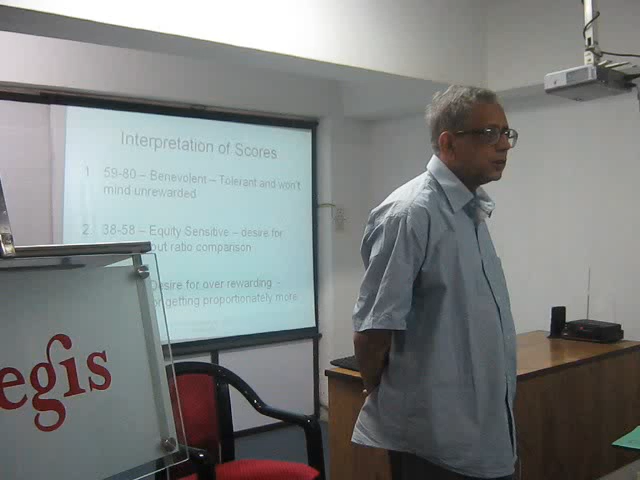 Interpretation of Scores
1 59-80 – Benevolent – Tolerant and won't
mind unrewarded
2 38-58 – Equity Sensitive – desire for
ratio comparison
Desire for over rewarding -
getting proportionately more
egis